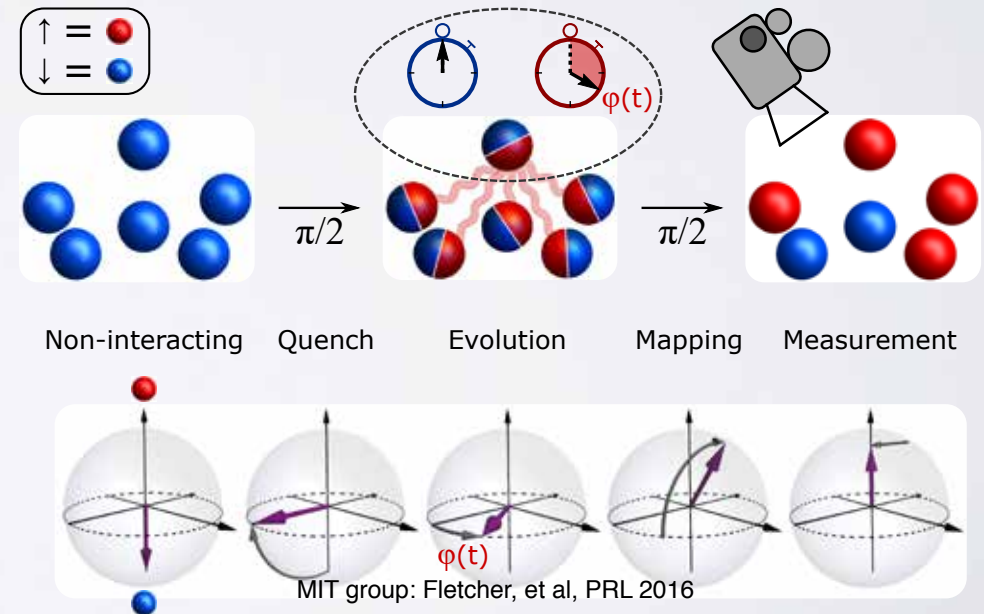 ↑ =
↓ =
φ(t)
π/2
π/2
Non-interacting Quench Evolution Mapping Measurement
φ(t)
MIT group: Fletcher, et al, PRL 2016